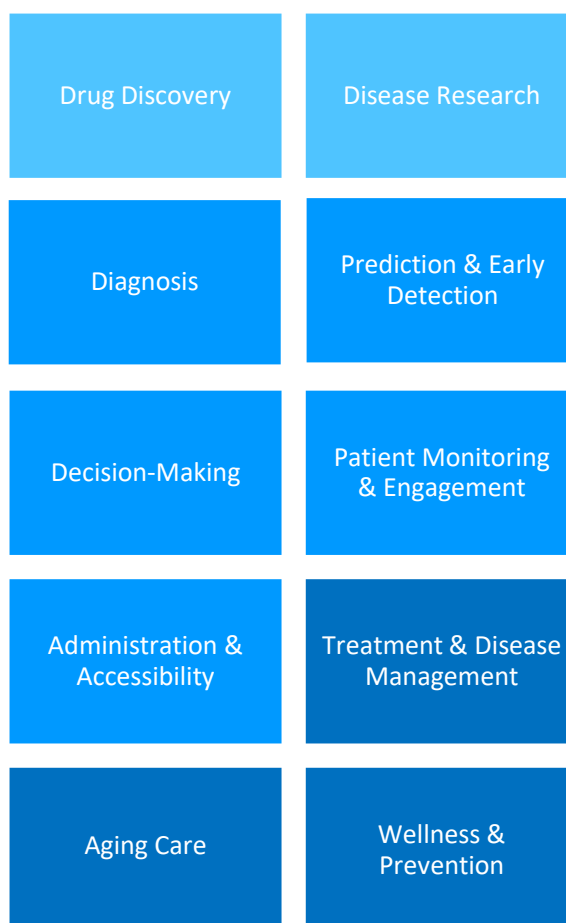 Drug Discovery
Disease Research
Diagnosis
Prediction & Early
Detection
Decision-Making
Patient Monitoring
& Engagement
Administration &
Accessibility
Treatment & Disease
Management
Aging Care
Wellness &
Prevention